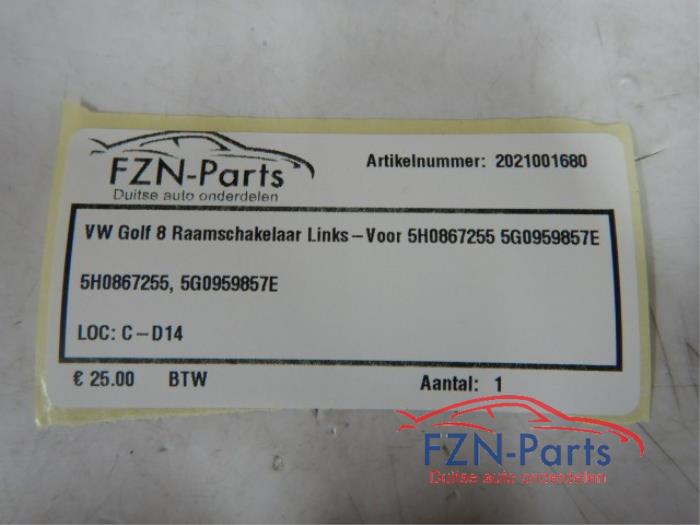 FZN-Parts
Duitse auto onderdelen
Artikelnummer: 2021001680
VW Golf 8 Raamschakelaar Links-Voor 5H0867255 5G0959857E
5H0867255, 5G0959857E
LOC: C-D14
€ 25.00 BTW Aantal: 1
FZN-Parts
Duitse auto onderdelen